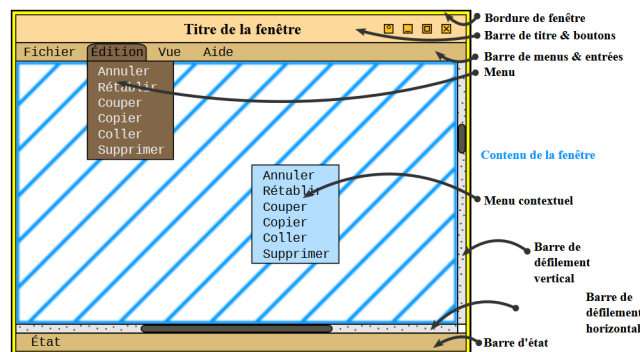 Titre de la fenêtre
Bordure de fenêtre
Barre de titre & boutons
Fichier Édition Vue Aide
Barre de menus & entrées
Annuler
Rétablir
Couper
Copier
Coller
Supprimer
Menu
Contenu de la fenêtre
Annuler
Rétablir
Couper
Copier
Coller
Supprimer
Menu contextuel
Barre de
défilement
vertical
Barre de
défilement
horizontal
État
Barre d'état